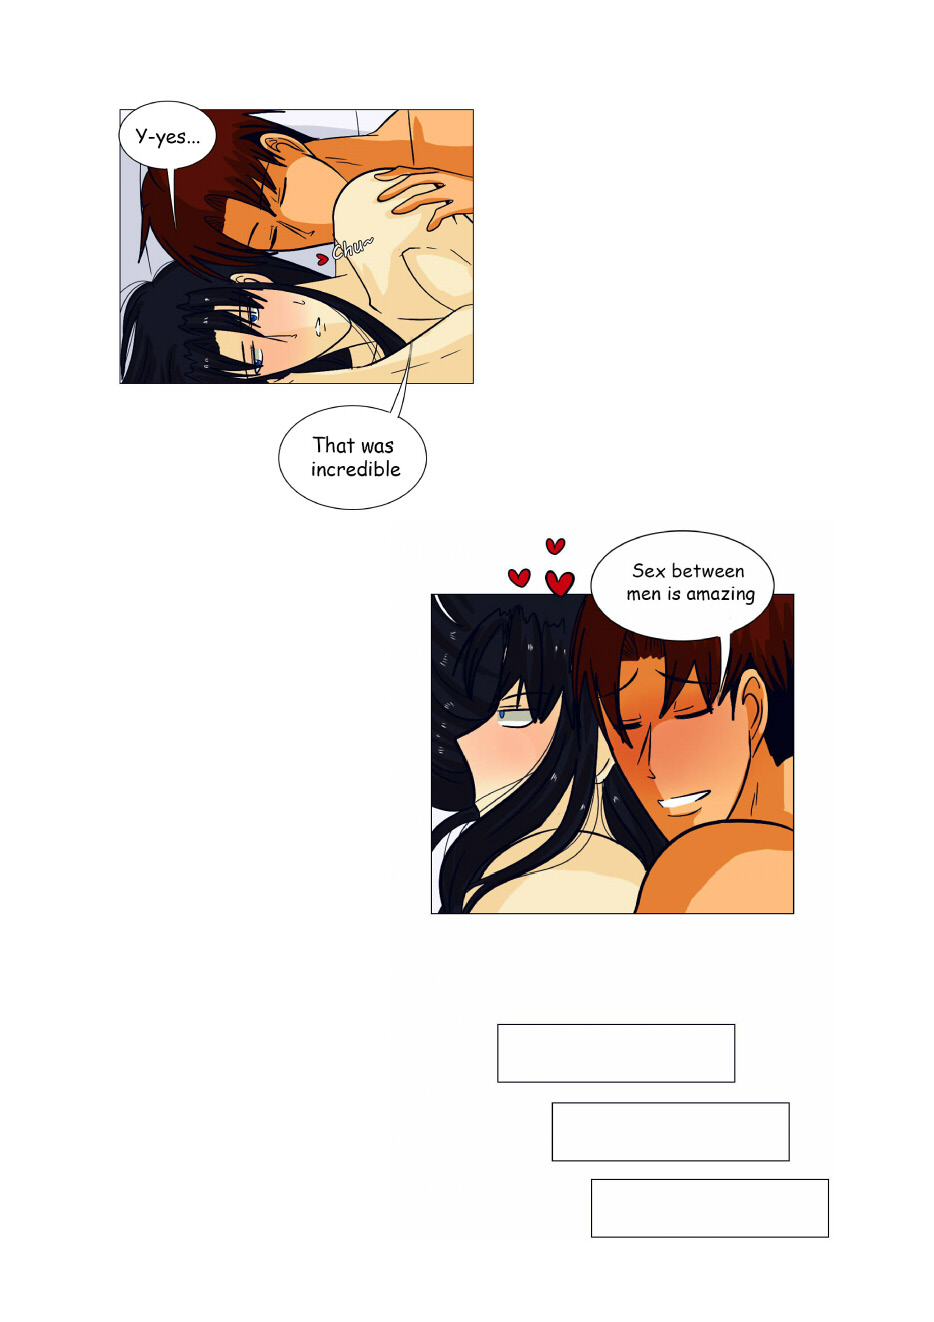 Y-yes...
Chu~
That was
incredible
Sex between
men is amazing